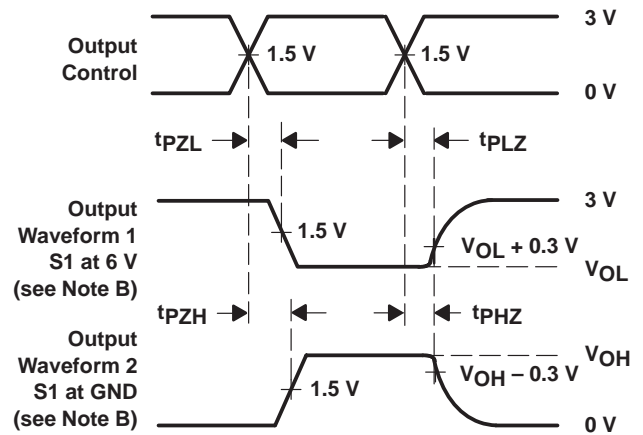 3 V
Output
Control
1.5 V
1.5 V
0 V
tPZL
tPLZ
3 V
Output
Waveform 1
S1 at 6 V
(see Note B)
1.5 V
VOL + 0.3 V
VOL
tPZH
tPHZ
Output
Waveform 2
S1 at GND
(see Note B)
VOH
1.5 V
VOH – 0.3 V
0 V